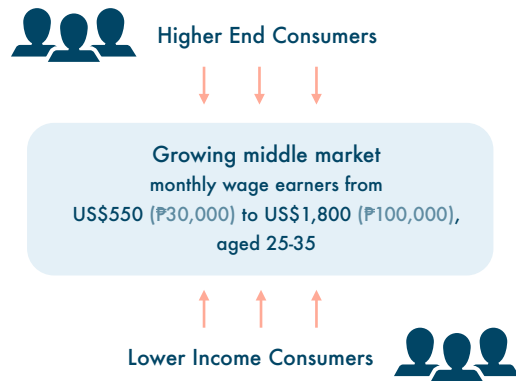 Higher End Consumers
Growing middle market
monthly wage earners from
US$550 (₱30,000) to US$1,800 (₱100,000),
aged 25-35
Lower Income Consumers